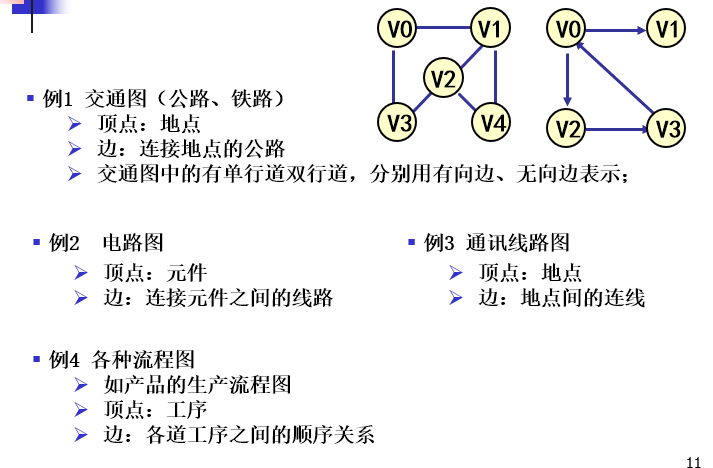 V0 V1 V0 V1
V2
V3 V4 V2 V3
例1 交通图（公路、铁路）
顶点：地点
边：连接地点的公路
交通图中的有单行道双行道，分别用有向边、无向边表示；
例2 电路图
顶点：元件
边：连接元件之间的线路
例3 通讯线路图
顶点：地点
边：地点间的连线
例4 各种流程图
如产品的生产流程图
顶点：工序
边：各道工序之间的顺序关系
11